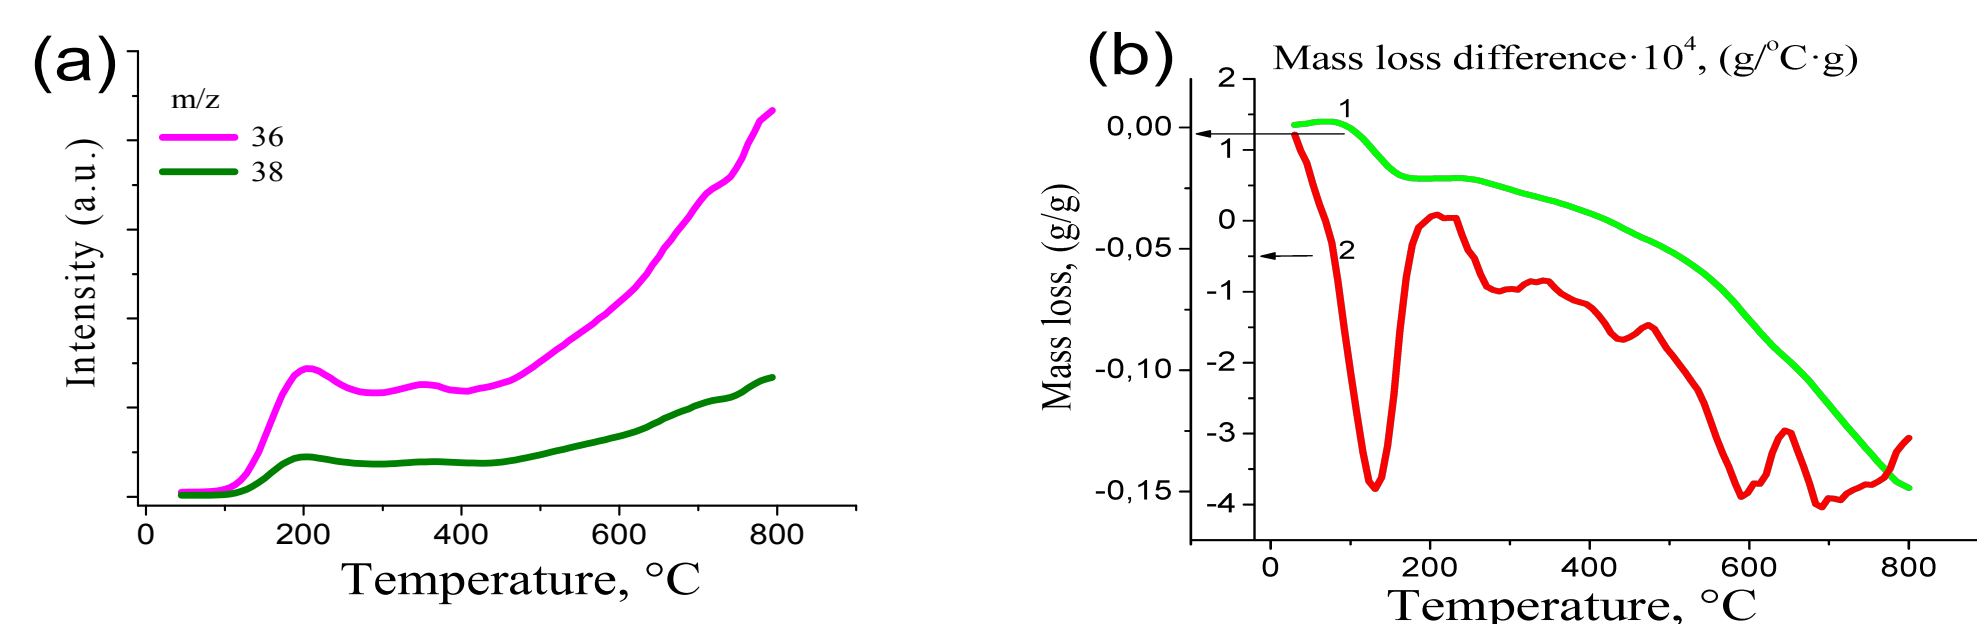 (a)
m/z
36
38
Intensity (a.u.)
0 200 400 600 800
Temperature, °C
(b)
Mass loss difference·10⁴, (g/°C·g)
Mass loss, (g/g)
0,00
-0,05
-0,10
-0,15
2
1
0
-1
-2
-3
-4
1
2
0 200 400 600 800
Temperature, °C